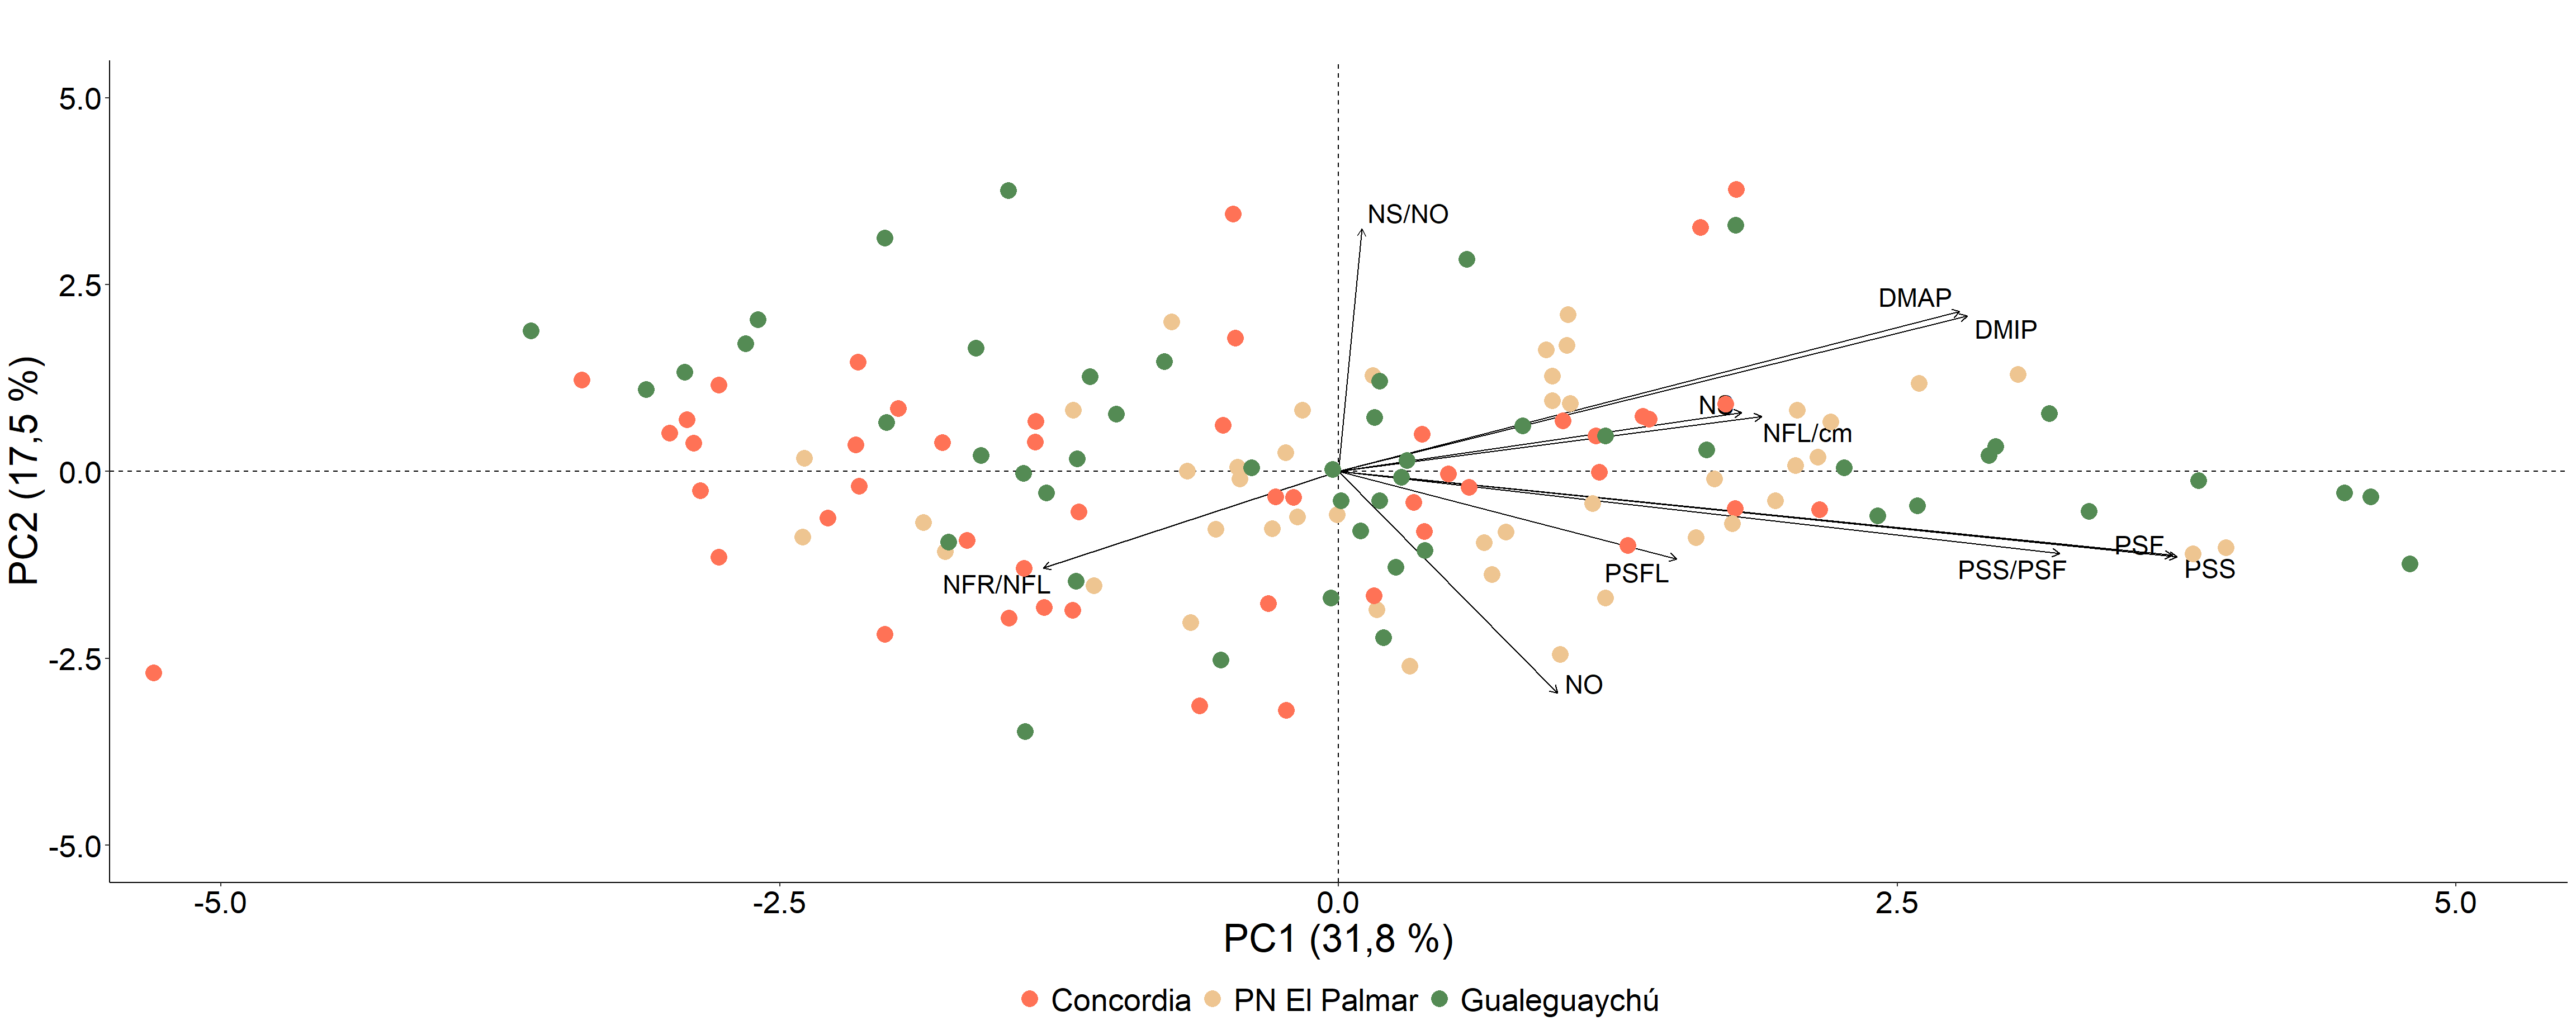 5.0
NS/NO
2.5
DMAP
DMIP
NS
NFL/cm
0.0
PC2 (17,5 %)
PSF
PSS/PSF
PSS
PSFL
NFR/NFL
-2.5
NO
-5.0
-5.0 -2.5 0.0 2.5 5.0
PC1 (31,8 %)
Concordia PN El Palmar Gualeguaychú